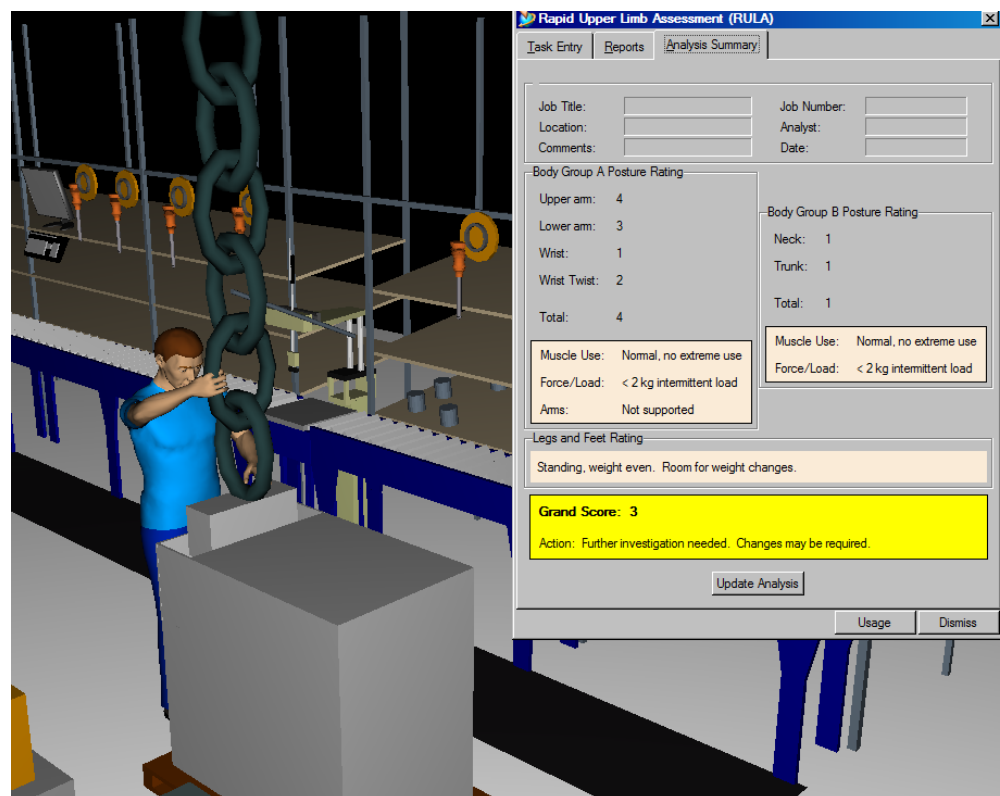 Rapid Upper Limb Assessment (RULA)
Task Entry Reports Analysis Summary
Job Title: Job Number:
Location: Analyst:
Comments: Date:
Body Group A Posture Rating
Upper arm: 4
Lower arm: 3
Wrist: 1
Wrist Twist: 2
Total: 4
Muscle Use: Normal, no extreme use
Force/Load: < 2 kg intermittent load
Arms: Not supported
Body Group B Posture Rating
Neck: 1
Trunk: 1
Total: 1
Muscle Use: Normal, no extreme use
Force/Load: < 2 kg intermittent load
Legs and Feet Rating
Standing, weight even. Room for weight changes.
Grand Score: 3
Action: Further investigation needed. Changes may be required.
Update Analysis
Usage Dismiss